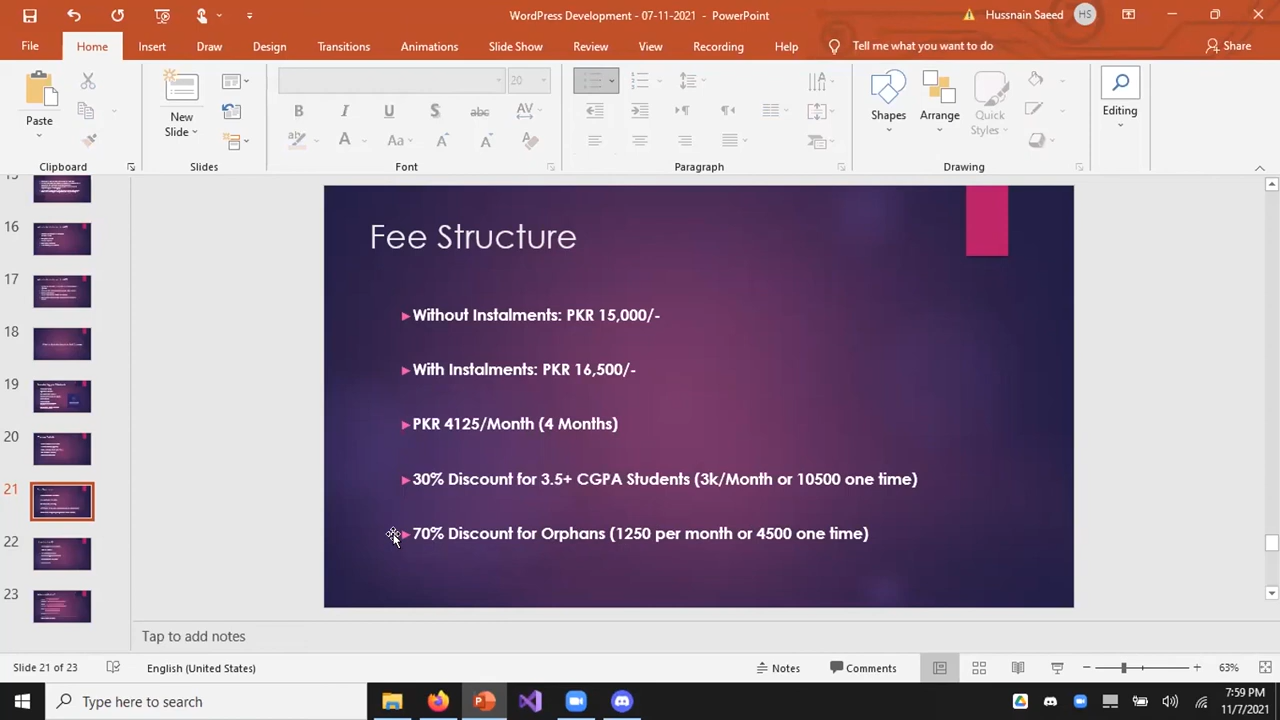 WordPress Development - 07-11-2021 - PowerPoint
Hussnain Saeed
HS
File
Home
Insert
Draw
Design
Transitions
Animations
Slide Show
Review
View
Recording
Help
Tell me what you want to do
Share
Paste
New
Slide
20
B
I
U
S
abc
AV
Aa
A
Shapes
Arrange
Quick
Styles
Editing
Clipboard
Slides
Font
Paragraph
Drawing
16
17
18
19
20
21
22
23
Fee Structure
Without Instalments: PKR 15,000/-
With Instalments: PKR 16,500/-
PKR 4125/Month (4 Months)
30% Discount for 3.5+ CGPA Students (3k/Month or 10500 one time)
70% Discount for Orphans (1250 per month or 4500 one time)
Tap to add notes
Slide 21 of 23
English (United States)
Notes
Comments
63%
Type here to search
7:59 PM
11/7/2021